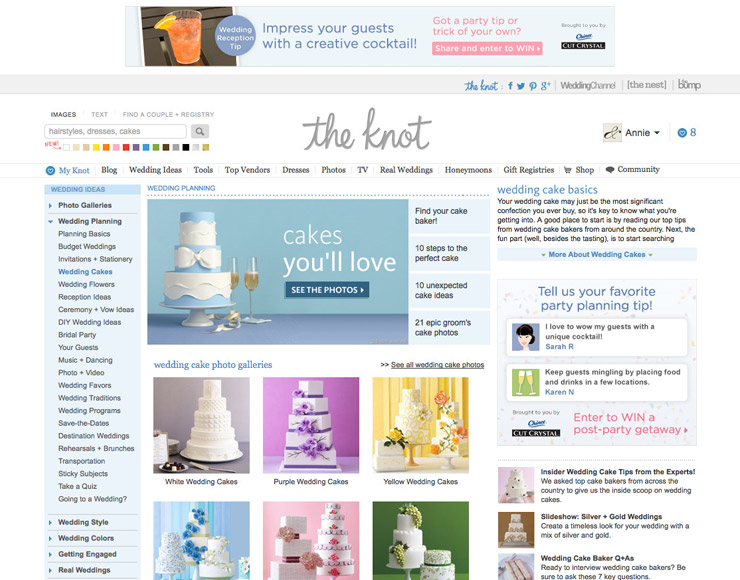 Wedding
Reception
Tip
Impress your guests
with a creative cocktail!
Got a party tip or
trick of your own?
Share and enter to WIN ▸
Brought to you by
Chinet
CUT CRYSTAL
the knot :
WeddingChannel
[the nest]
the bump
IMAGES
TEXT
FIND A COUPLE + REGISTRY
hairstyles, dresses, cakes
the knot
Annie
8
My Knot
Blog
Wedding Ideas
Tools
Top Vendors
Dresses
Photos
TV
Real Weddings
Honeymoons
Gift Registries
Shop
Community
WEDDING IDEAS
Photo Galleries
Wedding Planning
Planning Basics
Budget Weddings
Invitations + Stationery
Wedding Cakes
Wedding Flowers
Reception Ideas
Ceremony + Vow Ideas
DIY Wedding Ideas
Bridal Party
Your Guests
Music + Dancing
Photo + Video
Wedding Favors
Wedding Traditions
Wedding Programs
Save-the-Dates
Destination Weddings
Rehearsals + Brunches
Transportation
Sticky Subjects
Take a Quiz
Going to a Wedding?
Wedding Style
Wedding Colors
Getting Engaged
Real Weddings
WEDDING PLANNING
cakes
you'll love
SEE THE PHOTOS ▸
Find your
cake baker!
10 steps to the
perfect cake
10 unexpected
cake ideas
21 epic groom's
cake photos
wedding cake photo galleries
>> See all wedding cake photos
White Wedding Cakes
Purple Wedding Cakes
Yellow Wedding Cakes
wedding cake basics
Your wedding cake may just be the most significant
confection you ever buy, so it's key to know what you're
getting into. A good place to start is by reading our top tips
from wedding cake bakers from around the country. Next, the
fun part (well, besides the tasting), is to start searching
More About Wedding Cakes
Tell us your favorite
party planning tip!
I love to wow my guests with a
unique cocktail!
Sarah R
Keep guests mingling by placing food
and drinks in a few locations.
Karen N
Brought to you by
Chinet
CUT CRYSTAL
Enter to WIN a
post-party getaway ▸
Insider Wedding Cake Tips from the Experts!
We asked top cake bakers from across the
country to give us the inside scoop on wedding
cakes.
Slideshow: Silver + Gold Weddings
Create a timeless look for your wedding with a
mix of silver and gold.
Wedding Cake Baker Q+As
Ready to interview wedding cake bakers? Be
sure to ask these 7 key questions.